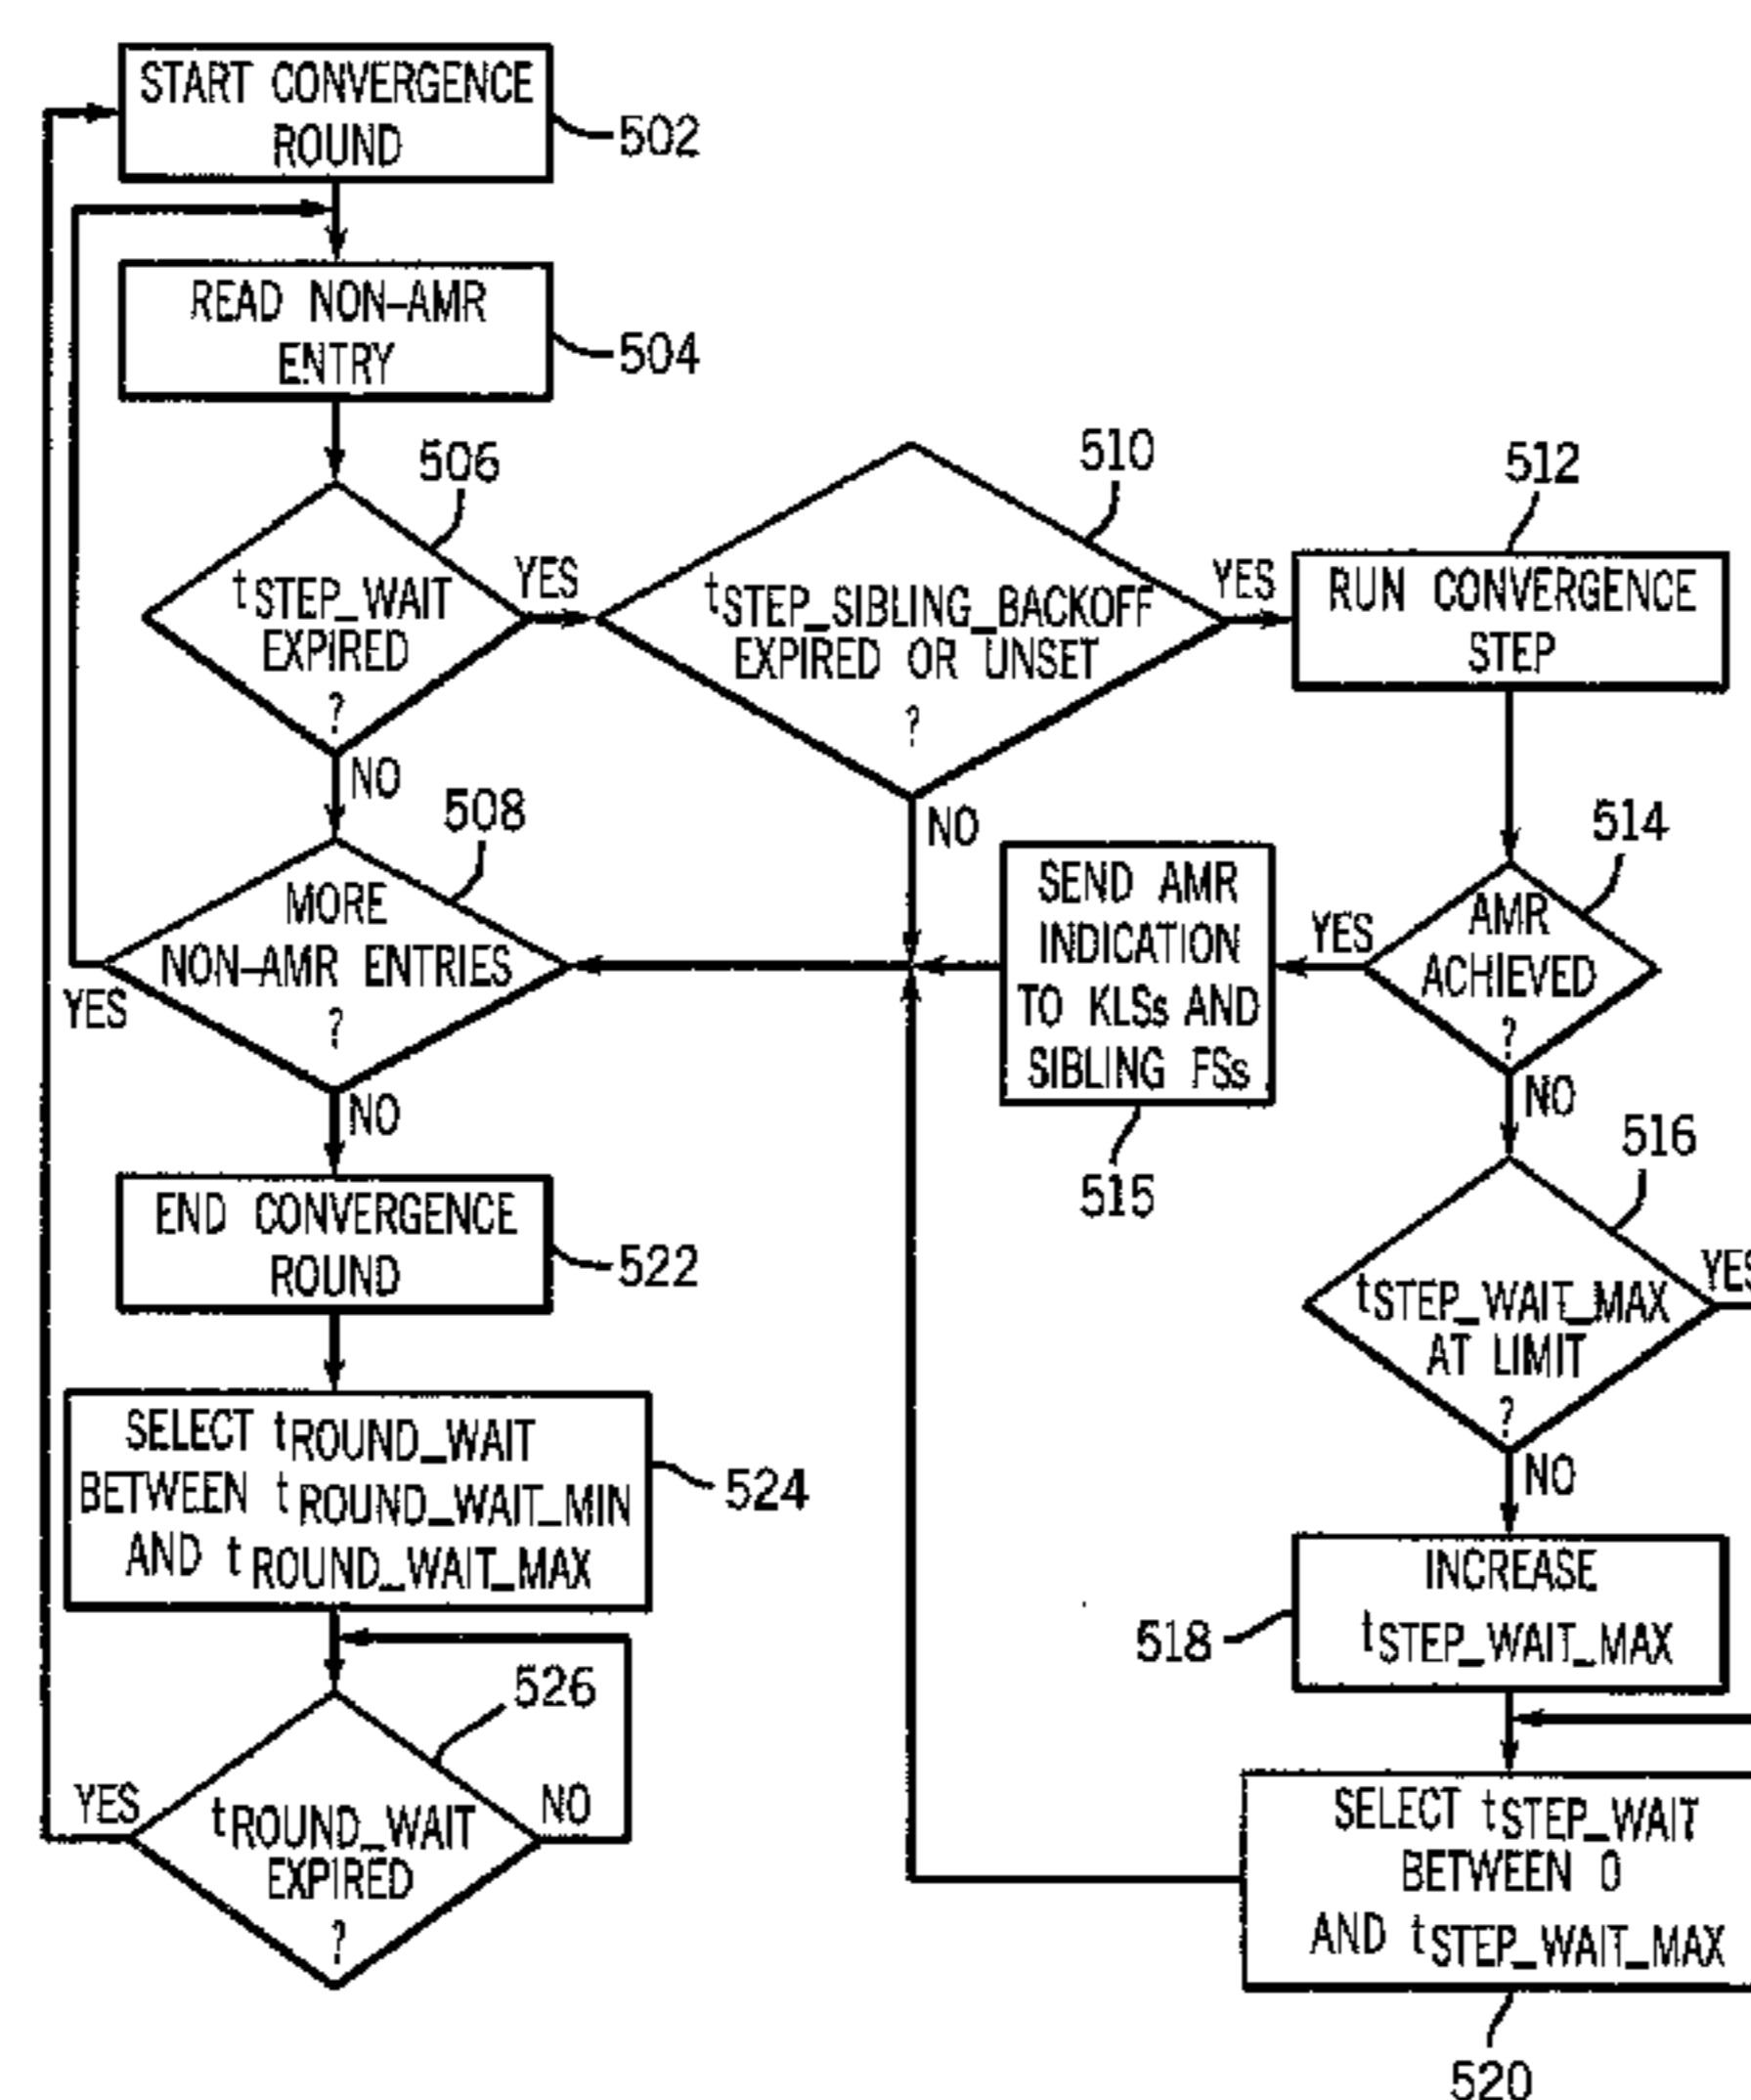 START CONVERGENCE
ROUND
502
READ NON-AMR
ENTRY
504
506
tSTEP_WAIT
EXPIRED
?
YES
NO
510
tSTEP_SIBLING_BACKOFF
EXPIRED OR UNSET
?
YES
NO
512
RUN CONVERGENCE
STEP
508
MORE
NON-AMR ENTRIES
?
YES
NO
514
AMR
ACHIEVED
?
YES
NO
SEND AMR
INDICATION
TO KLSs AND
SIBLING FSs
515
516
tSTEP_WAIT_MAX
AT LIMIT
?
YES
NO
END CONVERGENCE
ROUND
522
SELECT tROUND_WAIT
BETWEEN tROUND_WAIT_MIN
AND tROUND_WAIT_MAX
524
INCREASE
tSTEP_WAIT_MAX
518
526
tROUND_WAIT
EXPIRED
?
YES
NO
SELECT tSTEP_WAIT
BETWEEN 0
AND tSTEP_WAIT_MAX
520